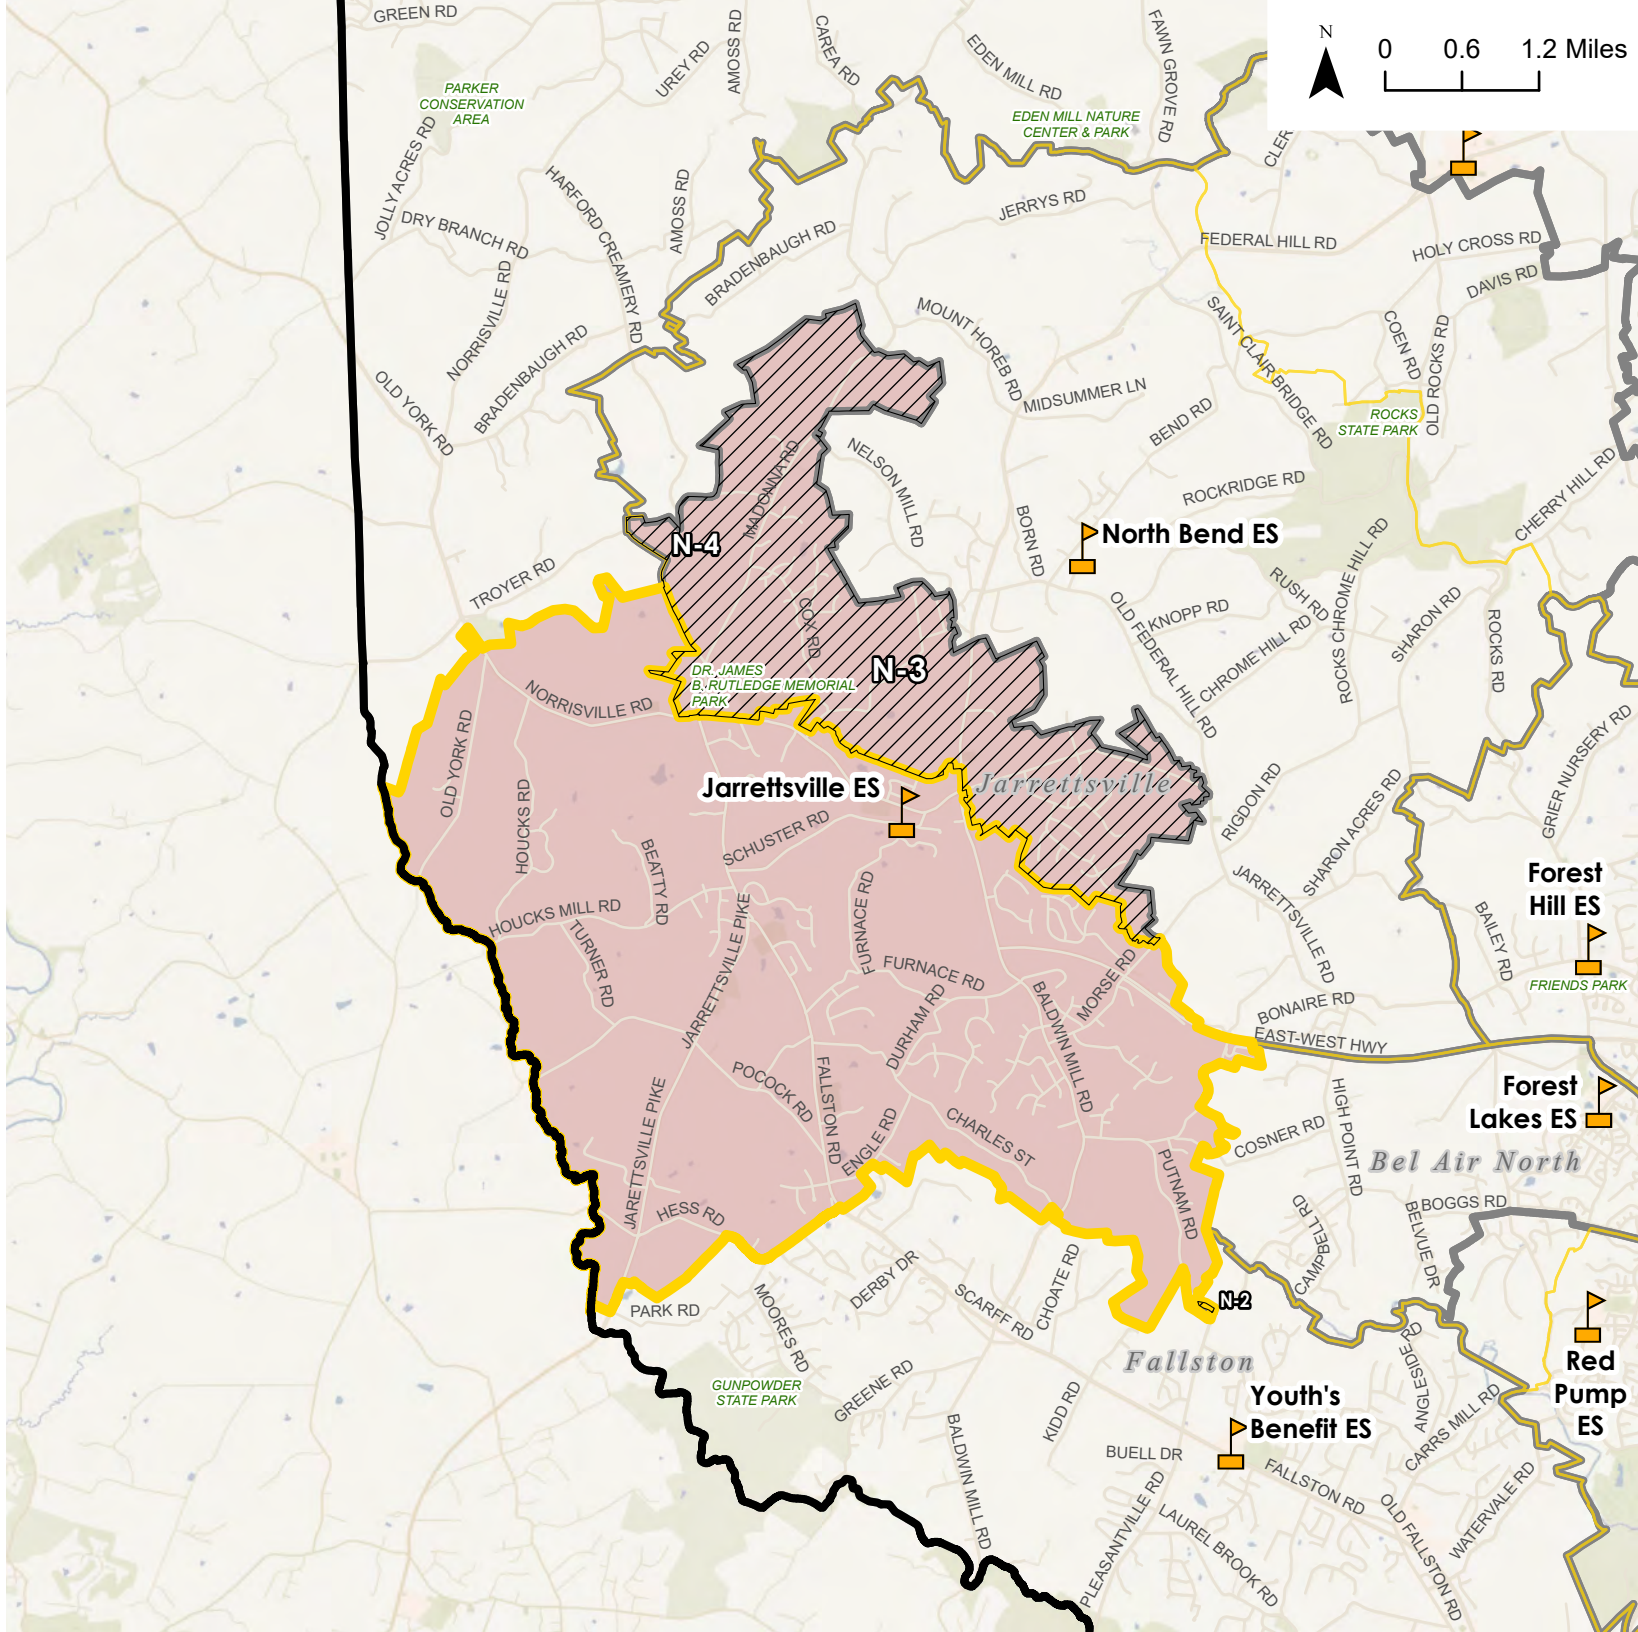 GREEN RD
N
0 0.6 1.2 Miles
UREY RD
AMOSS RD
CAREA RD
EDEN MILL RD
FAWN GROVE RD
PARKER
CONSERVATION
AREA
EDEN MILL NATURE
CENTER & PARK
CLER
JOLLY ACRES RD
DRY BRANCH RD
HARFORD CREAMERY RD
AMOSS RD
BRADENBAUGH RD
JERRYS RD
FEDERAL HILL RD
HOLY CROSS RD
DAVIS RD
NORRISVILLE RD
BRADENBAUGH RD
OLD YORK RD
MOUNT HOREB RD
MIDSUMMER LN
SAINT CLAIR BRIDGE RD
COEN RD
OLD ROCKS RD
ROCKS
STATE PARK
BEND RD
MADONNA RD
NELSON MILL RD
ROCKRIDGE RD
CHERRY HILL RD
BORN RD
North Bend ES
N-4
TROYER RD
COX RD
OLD FEDERAL HILL RD
KNOPP RD
RUSH RD
CHROME HILL RD
ROCKS CHROME HILL RD
SHARON RD
ROCKS RD
N-3
DR. JAMES
B. RUTLEDGE MEMORIAL
PARK
NORRISVILLE RD
OLD YORK RD
HOUCKS RD
Jarrettsville ES
Jarrettsville
SCHUSTER RD
BEATTY RD
RIGDON RD
SHARON ACRES RD
GRIER NURSERY RD
JARRETTSVILLE RD
Forest
Hill ES
BAILEY RD
FRIENDS PARK
HOUCKS MILL RD
TURNER RD
JARRETTSVILLE PIKE
FURNACE RD
FURNACE RD
DURHAM RD
BALDWIN MILL RD
MORSE RD
BONAIRE RD
EAST-WEST HWY
POCOCK RD
FALLSTON RD
ENGLE RD
CHARLES ST
HIGH POINT RD
COSNER RD
Forest
Lakes ES
Bel Air North
JARETTSVILLE PIKE
HESS RD
PUTNAM RD
CAMPBELL RD
BELVUE DR
BOGGS RD
PARK RD
MOORES RD
DERBY DR
SCARFF RD
CHOATE RD
N-2
Fallston
ANGLESIDE RD
CARRS MILL RD
Red
Pump
ES
GUNPOWDER
STATE PARK
GREENE RD
KIDD RD
Youth's
Benefit ES
BALDWIN MILL RD
BUELL DR
PLEASANTVILLE RD
LAUREL BROOK RD
FALLSTON RD
OLD FALLSTON RD
WATERVALE RD